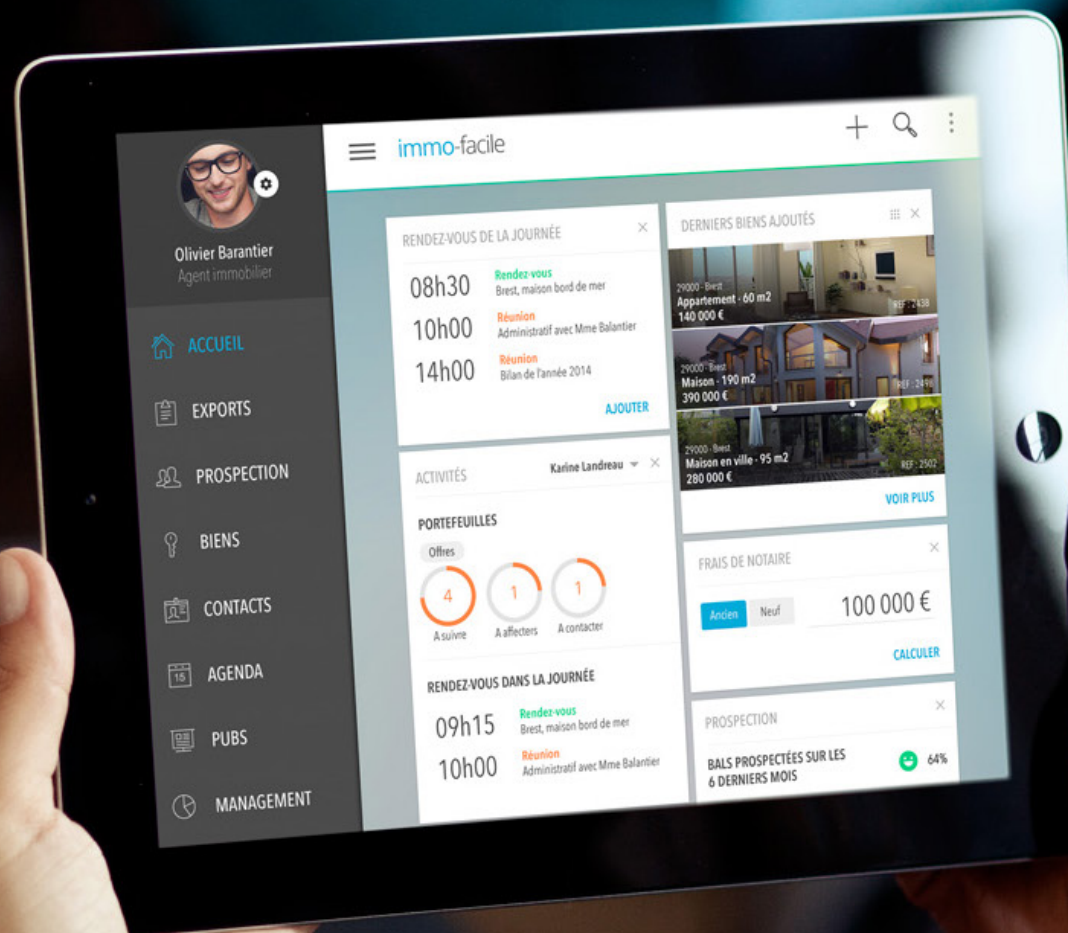 immo-facile
Olivier Barantier
Agent immobilier
ACCUEIL
EXPORTS
PROSPECTION
BIENS
CONTACTS
15
AGENDA
PUBS
MANAGEMENT
RENDEZ-VOUS DE LA JOURNÉE
08h30
Rendez-vous
Brest, maison bord de mer
10h00
Réunion
Administratif avec Mme Balantier
14h00
Réunion
Bilan de l'année 2014
AJOUTER
ACTIVITÉS
Karine Landreau
PORTEFEUILLES
Offres
4
1
1
A suivre
A affecters
A contacter
RENDEZ-VOUS DANS LA JOURNÉE
09h15
Rendez-vous
Brest, maison bord de mer
10h00
Réunion
Administratif avec Mme Balantier
DERNIERS BIENS AJOUTÉS
29000 - Brest
Appartement - 60 m2
140 000 €
REF : 2438
29000 - Brest
Maison - 190 m2
390 000 €
REF : 2496
29000 - Brest
Maison en ville - 95 m2
280 000 €
REF : 2502
VOIR PLUS
FRAIS DE NOTAIRE
Ancien
Neuf
100 000 €
CALCULER
PROSPECTION
BALS PROSPECTÉES SUR LES
6 DERNIERS MOIS
64%